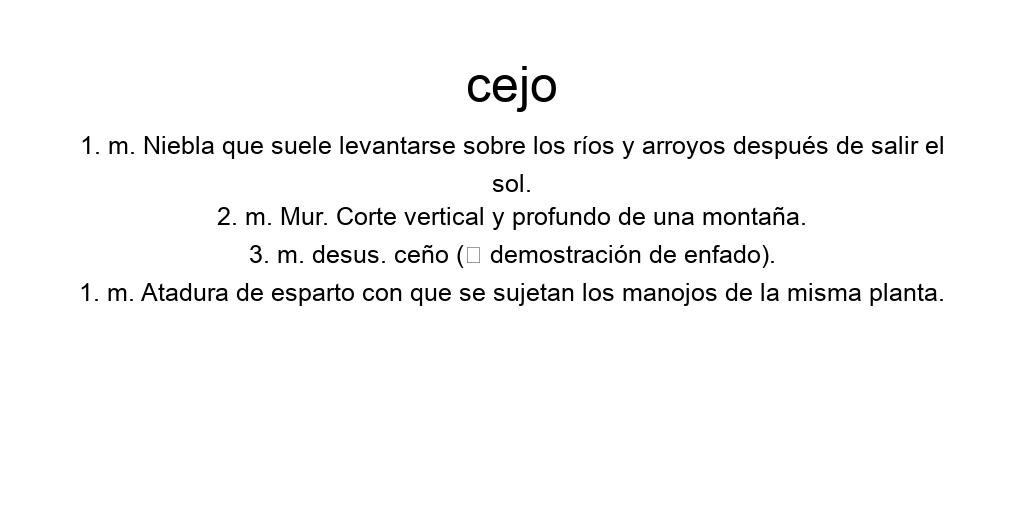 cejo
1. m. Niebla que suele levantarse sobre los ríos y arroyos después de salir el
sol.
2. m. Mur. Corte vertical y profundo de una montaña.
3. m. desus. ceño (□ demostración de enfado).
1. m. Atadura de esparto con que se sujetan los manojos de la misma planta.